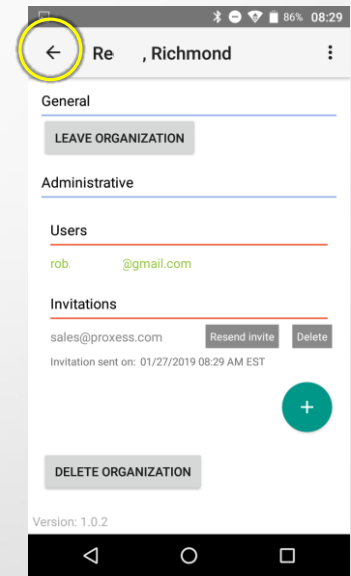 86% 08:29
Re , Richmond
General
LEAVE ORGANIZATION
Administrative
Users
rob @gmail.com
Invitations
sales@proxess.com Resend invite Delete
Invitation sent on: 01/27/2019 08:29 AM EST
+
DELETE ORGANIZATION
Version: 1.0.2